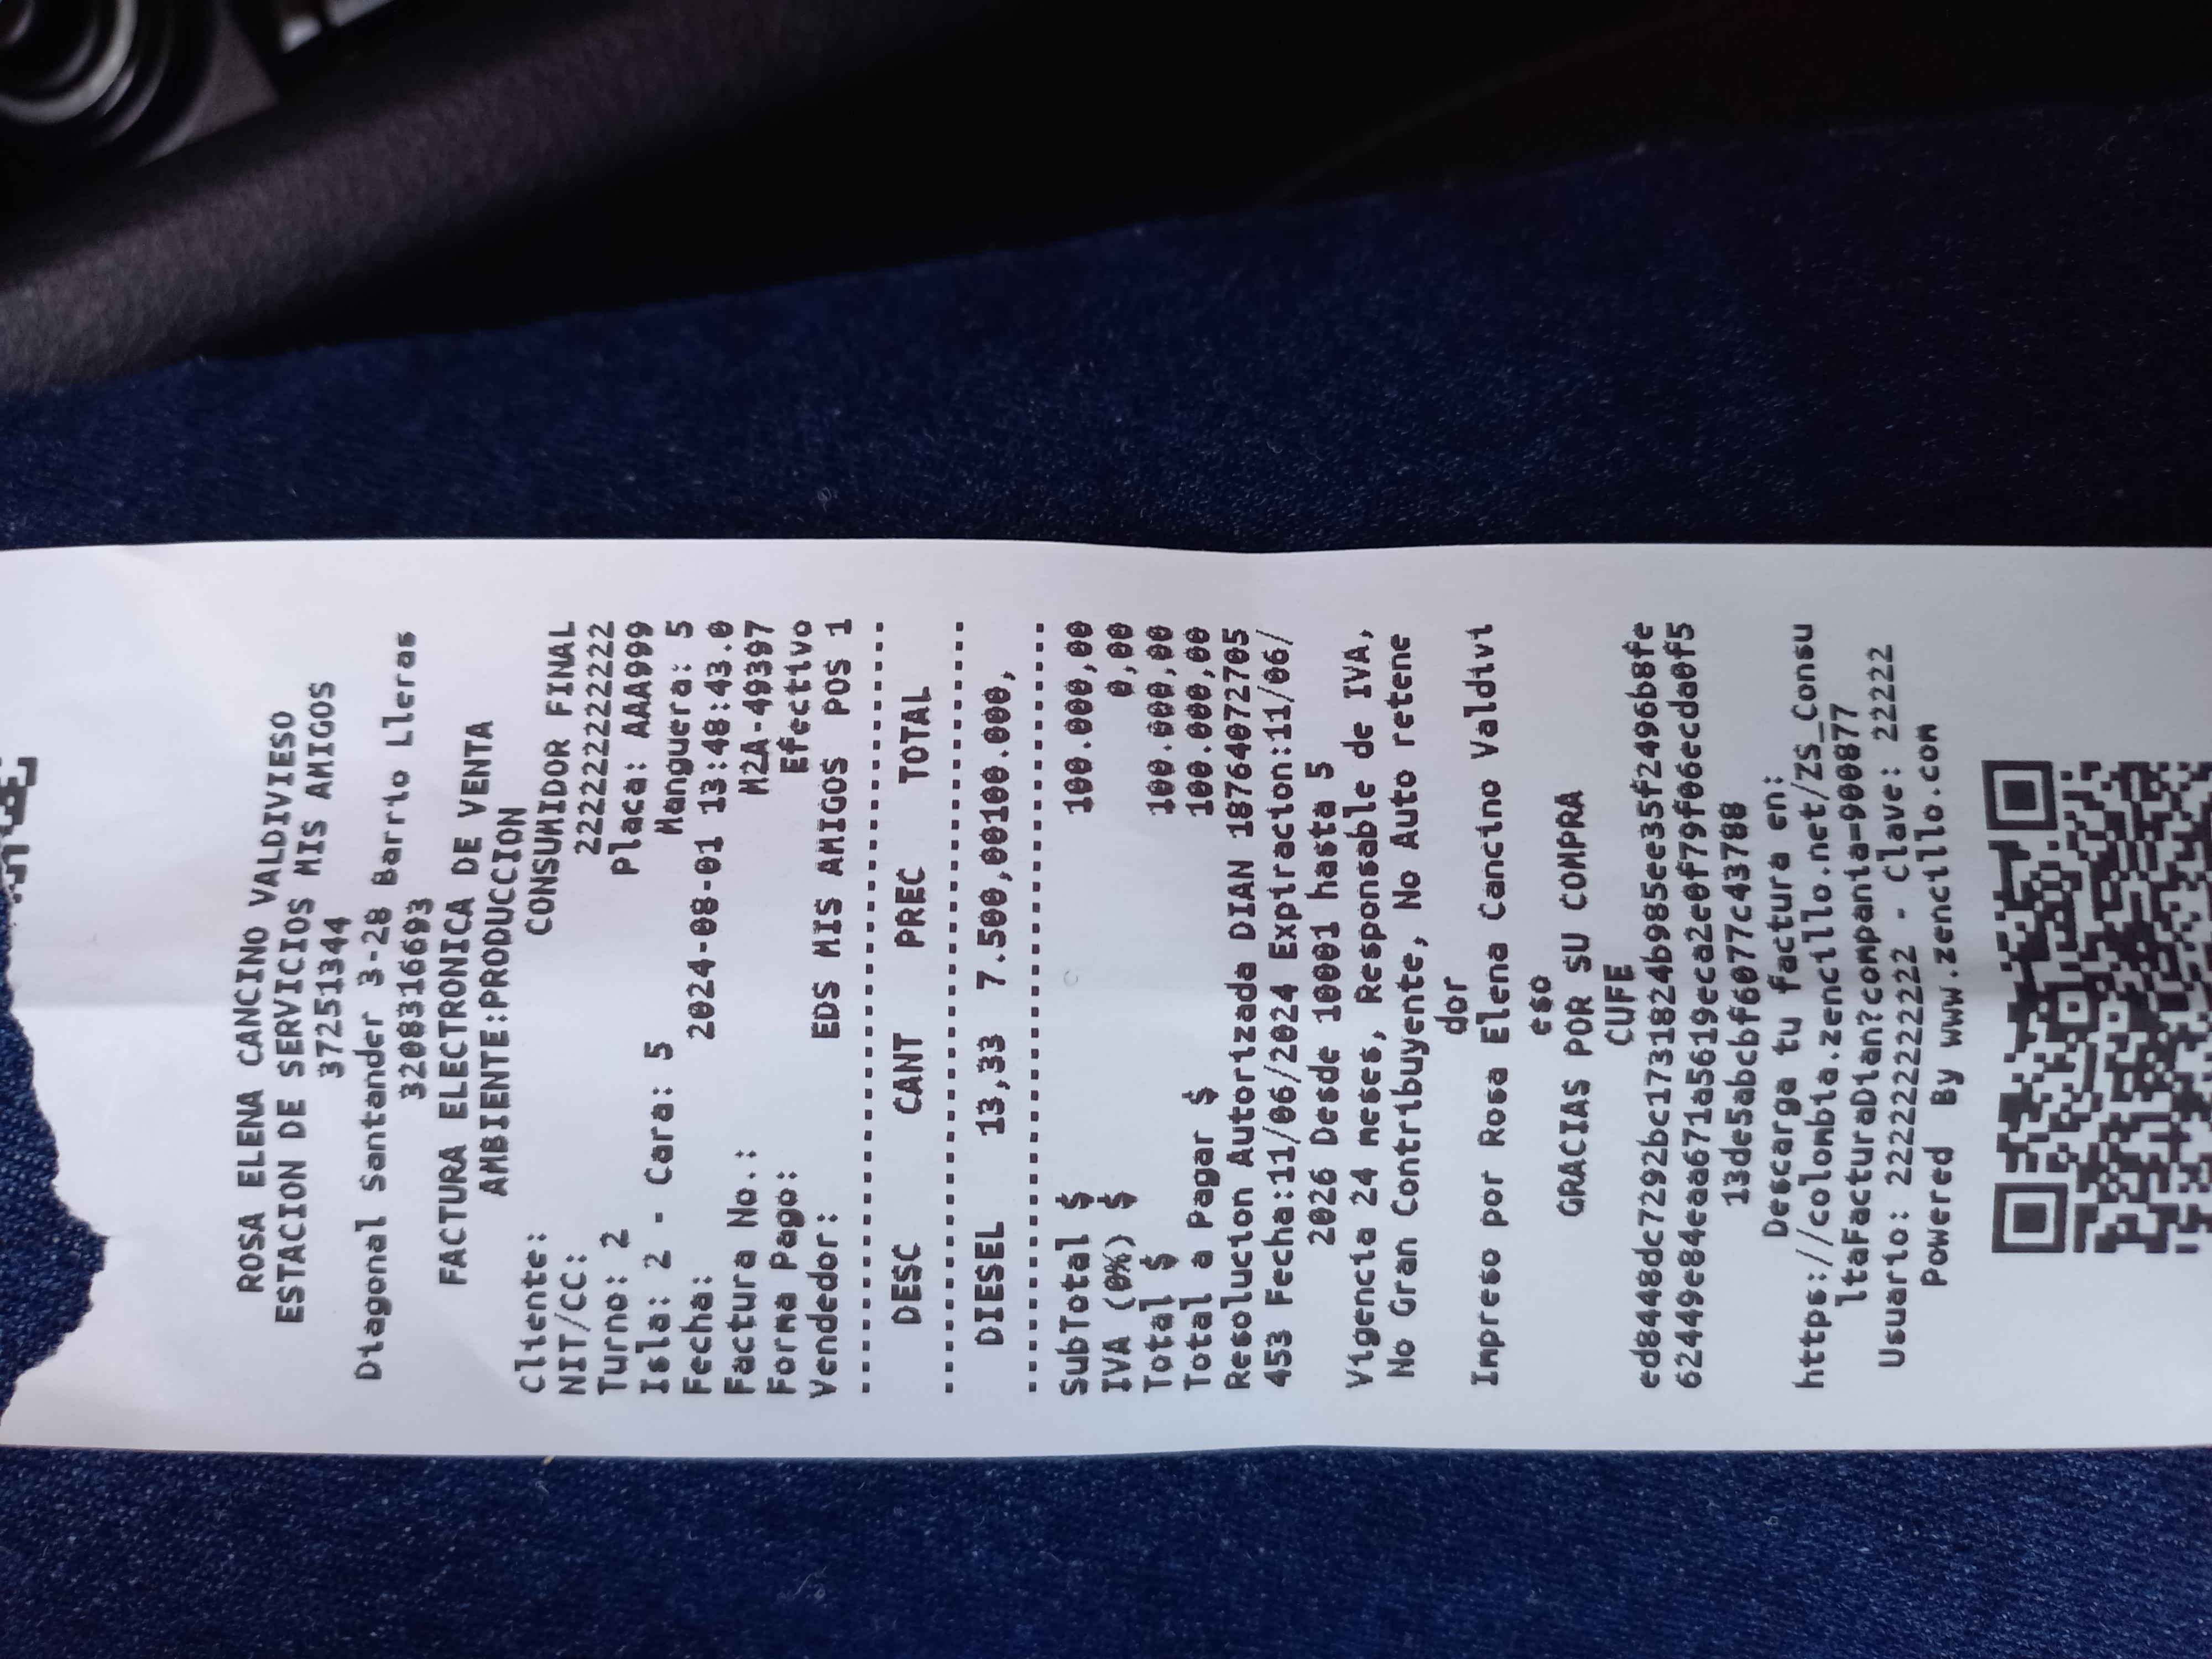 ROSA ELENA CANCINO VALDIVIESO
ESTACION DE SERVICIOS MIS AMIGOS
37251344
Diagonal Santander 3-28 Barrio Lleras
3208316693
FACTURA ELECTRONICA DE VENTA
AMBIENTE:PRODUCCION
Cliente: CONSUMIDOR FINAL
NIT/CC: 222222222222
Turno: 2 Placa: AAA999
Isla: 2 - Cara: 5 Manguera: 5
Fecha: 2024-08-01 13:48:43.0
Factura No.: M2A-49397
Forma Pago: Efectivo
Vendedor: EDS MIS AMIGOS POS 1
DESC CANT PREC TOTAL
DIESEL 13,33 7.500,00100.000,
SubTotal $ 100.000,00
IVA (0%) $ 0,00
Total $ 100.000,00
Total a Pagar $ 100.000,00
Resolucion Autorizada DIAN 18764072705
453 Fecha:11/06/2024 Expiracion:11/06/
2026 Desde 10001 hasta 5
Vigencia 24 meses, Responsable de IVA,
No Gran Contribuyente, No Auto retene
dor
Impreso por Rosa Elena Cancino Valdivi
eso
GRACIAS POR SU COMPRA
CUFE
ed8448dc7292bc1731824b985ee35f2496b8fe
62449e84eaa671a5619eca2e0f79f06ecda0f5
13de5abcbf6077c43788
Descarga tu factura en:
https://colombia.zencillo.net/ZS_Consu
ltaFacturaDian?compania=900877
Usuario: 222222222222 - Clave: 22222
Powered By www.zencillo.com